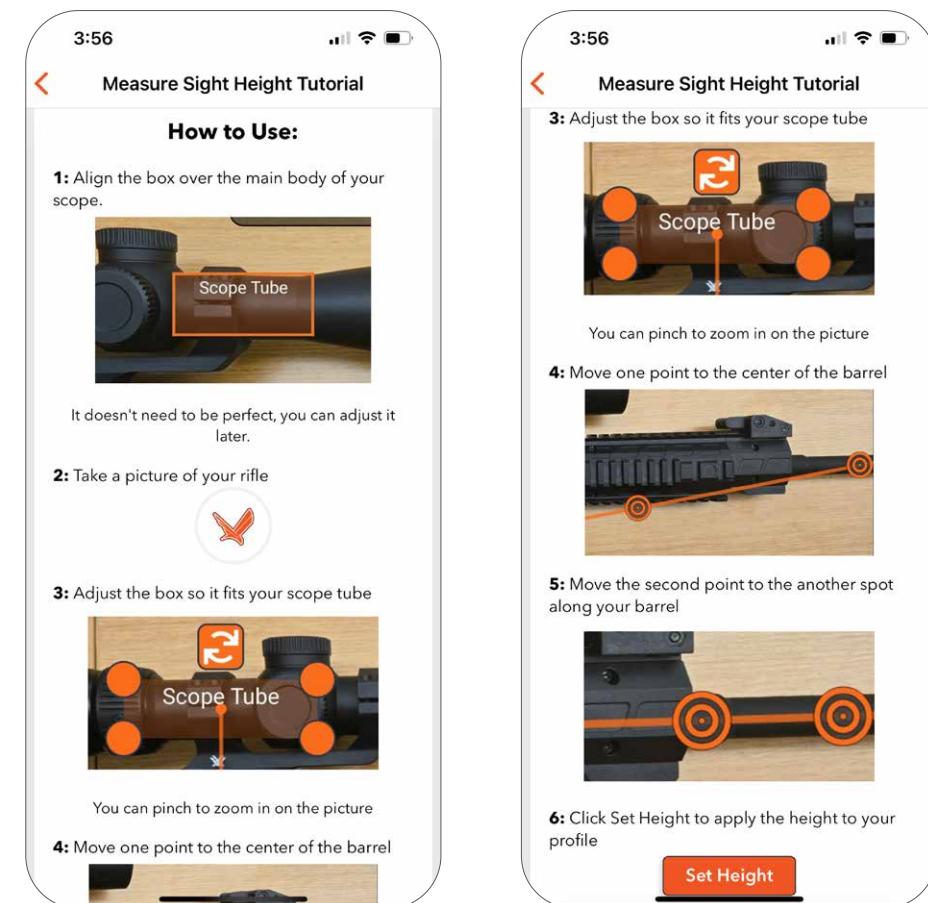 3:56
Measure Sight Height Tutorial
How to Use:
1: Align the box over the main body of your
scope.
Scope Tube
It doesn't need to be perfect, you can adjust it
later.
2: Take a picture of your rifle
3: Adjust the box so it fits your scope tube
Scope Tube
You can pinch to zoom in on the picture
4: Move one point to the center of the barrel
3:56
Measure Sight Height Tutorial
3: Adjust the box so it fits your scope tube
Scope Tube
You can pinch to zoom in on the picture
4: Move one point to the center of the barrel
5: Move the second point to the another spot
along your barrel
6: Click Set Height to apply the height to your
profile
Set Height